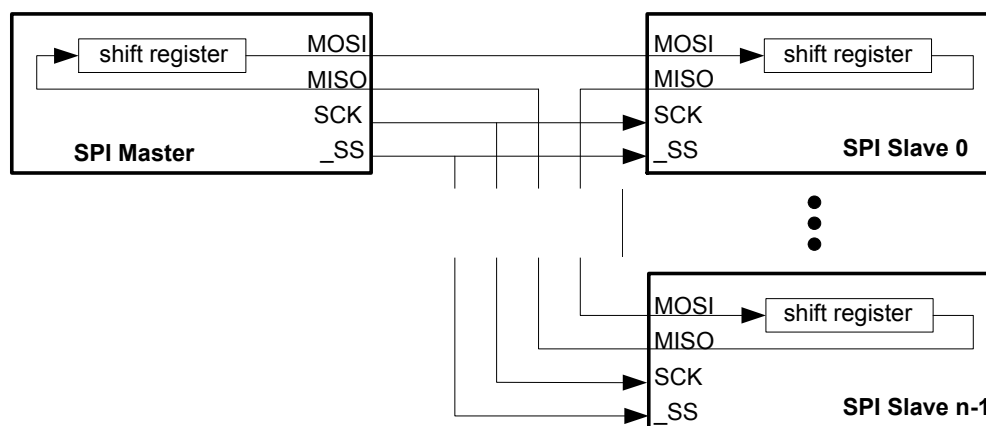 shift register
MOSI
MISO
SCK
_SS
SPI Master
MOSI
shift register
MISO
SCK
_SS
SPI Slave 0
MOSI
shift register
MISO
SCK
_SS
SPI Slave n-1